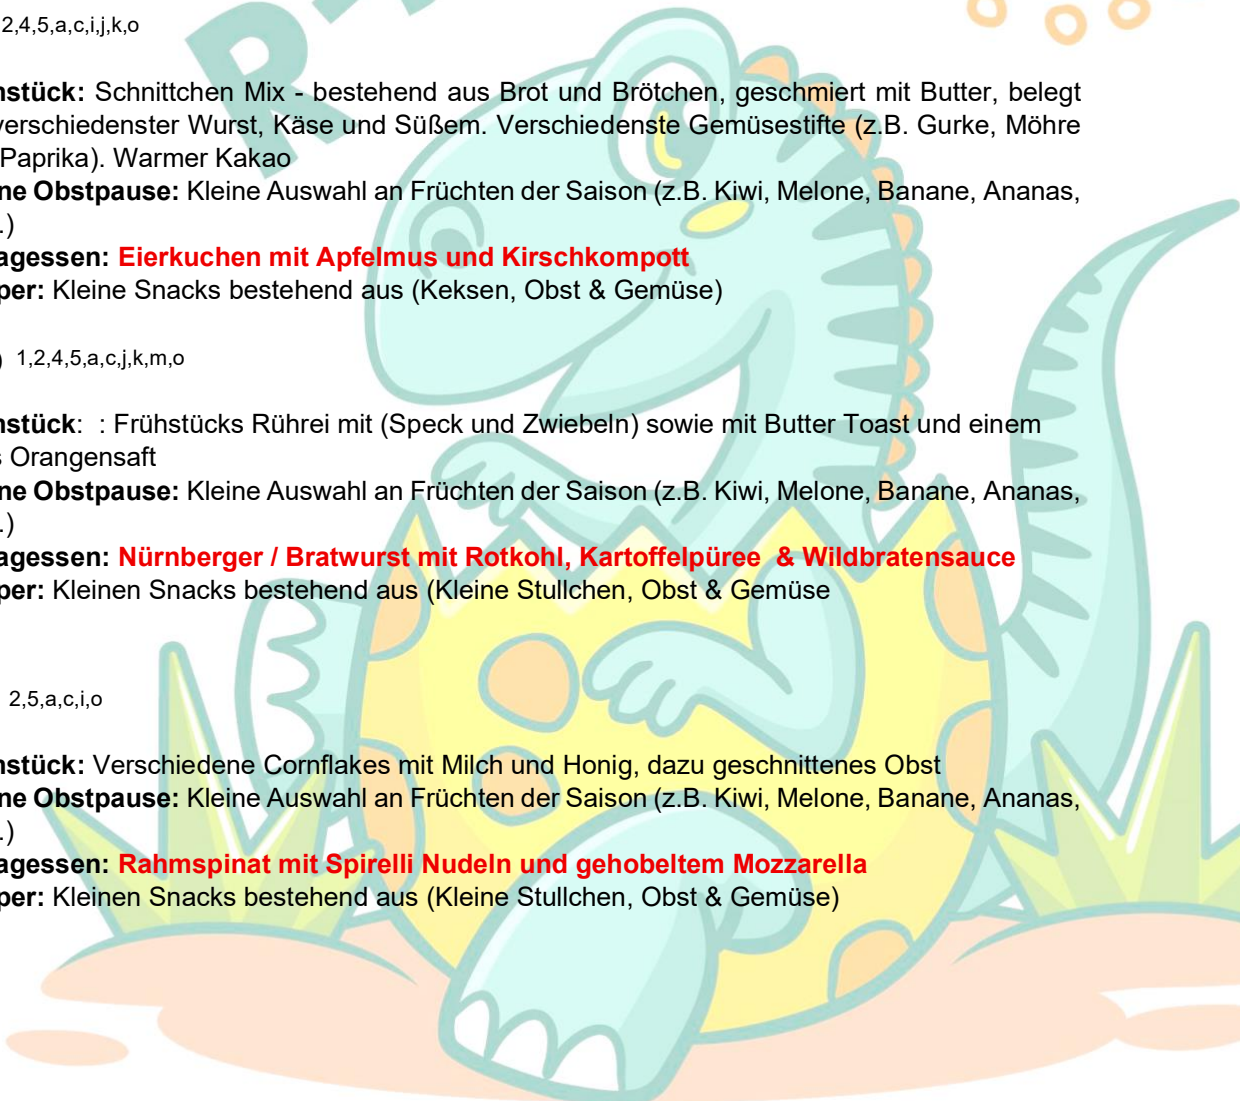 2,4,5,a,c,i,j,k,o
nstück: Schnittchen Mix - bestehend aus Brot und Brötchen, geschmiert mit Butter, belegt
verschiedenster Wurst, Käse und Süßem. Verschiedenste Gemüsestifte (z.B. Gurke, Möhre
Paprika). Warmer Kakao
ne Obstpause: Kleine Auswahl an Früchten der Saison (z.B. Kiwi, Melone, Banane, Ananas,
.)
agessen: Eierkuchen mit Apfelmus und Kirschkompott
per: Kleine Snacks bestehend aus (Keksen, Obst & Gemüse)
) 1,2,4,5,a,c,j,k,m,o
nstück: : Frühstücks Rührei mit (Speck und Zwiebeln) sowie mit Butter Toast und einem
s Orangensaft
ne Obstpause: Kleine Auswahl an Früchten der Saison (z.B. Kiwi, Melone, Banane, Ananas,
.)
agessen: Nürnberger / Bratwurst mit Rotkohl, Kartoffelpüree & Wildbratensauce
per: Kleinen Snacks bestehend aus (Kleine Stullchen, Obst & Gemüse
2,5,a,c,i,o
nstück: Verschiedene Cornflakes mit Milch und Honig, dazu geschnittenes Obst
ne Obstpause: Kleine Auswahl an Früchten der Saison (z.B. Kiwi, Melone, Banane, Ananas,
.)
agessen: Rahmspinat mit Spirelli Nudeln und gehobeltem Mozzarella
per: Kleinen Snacks bestehend aus (Kleine Stullchen, Obst & Gemüse)